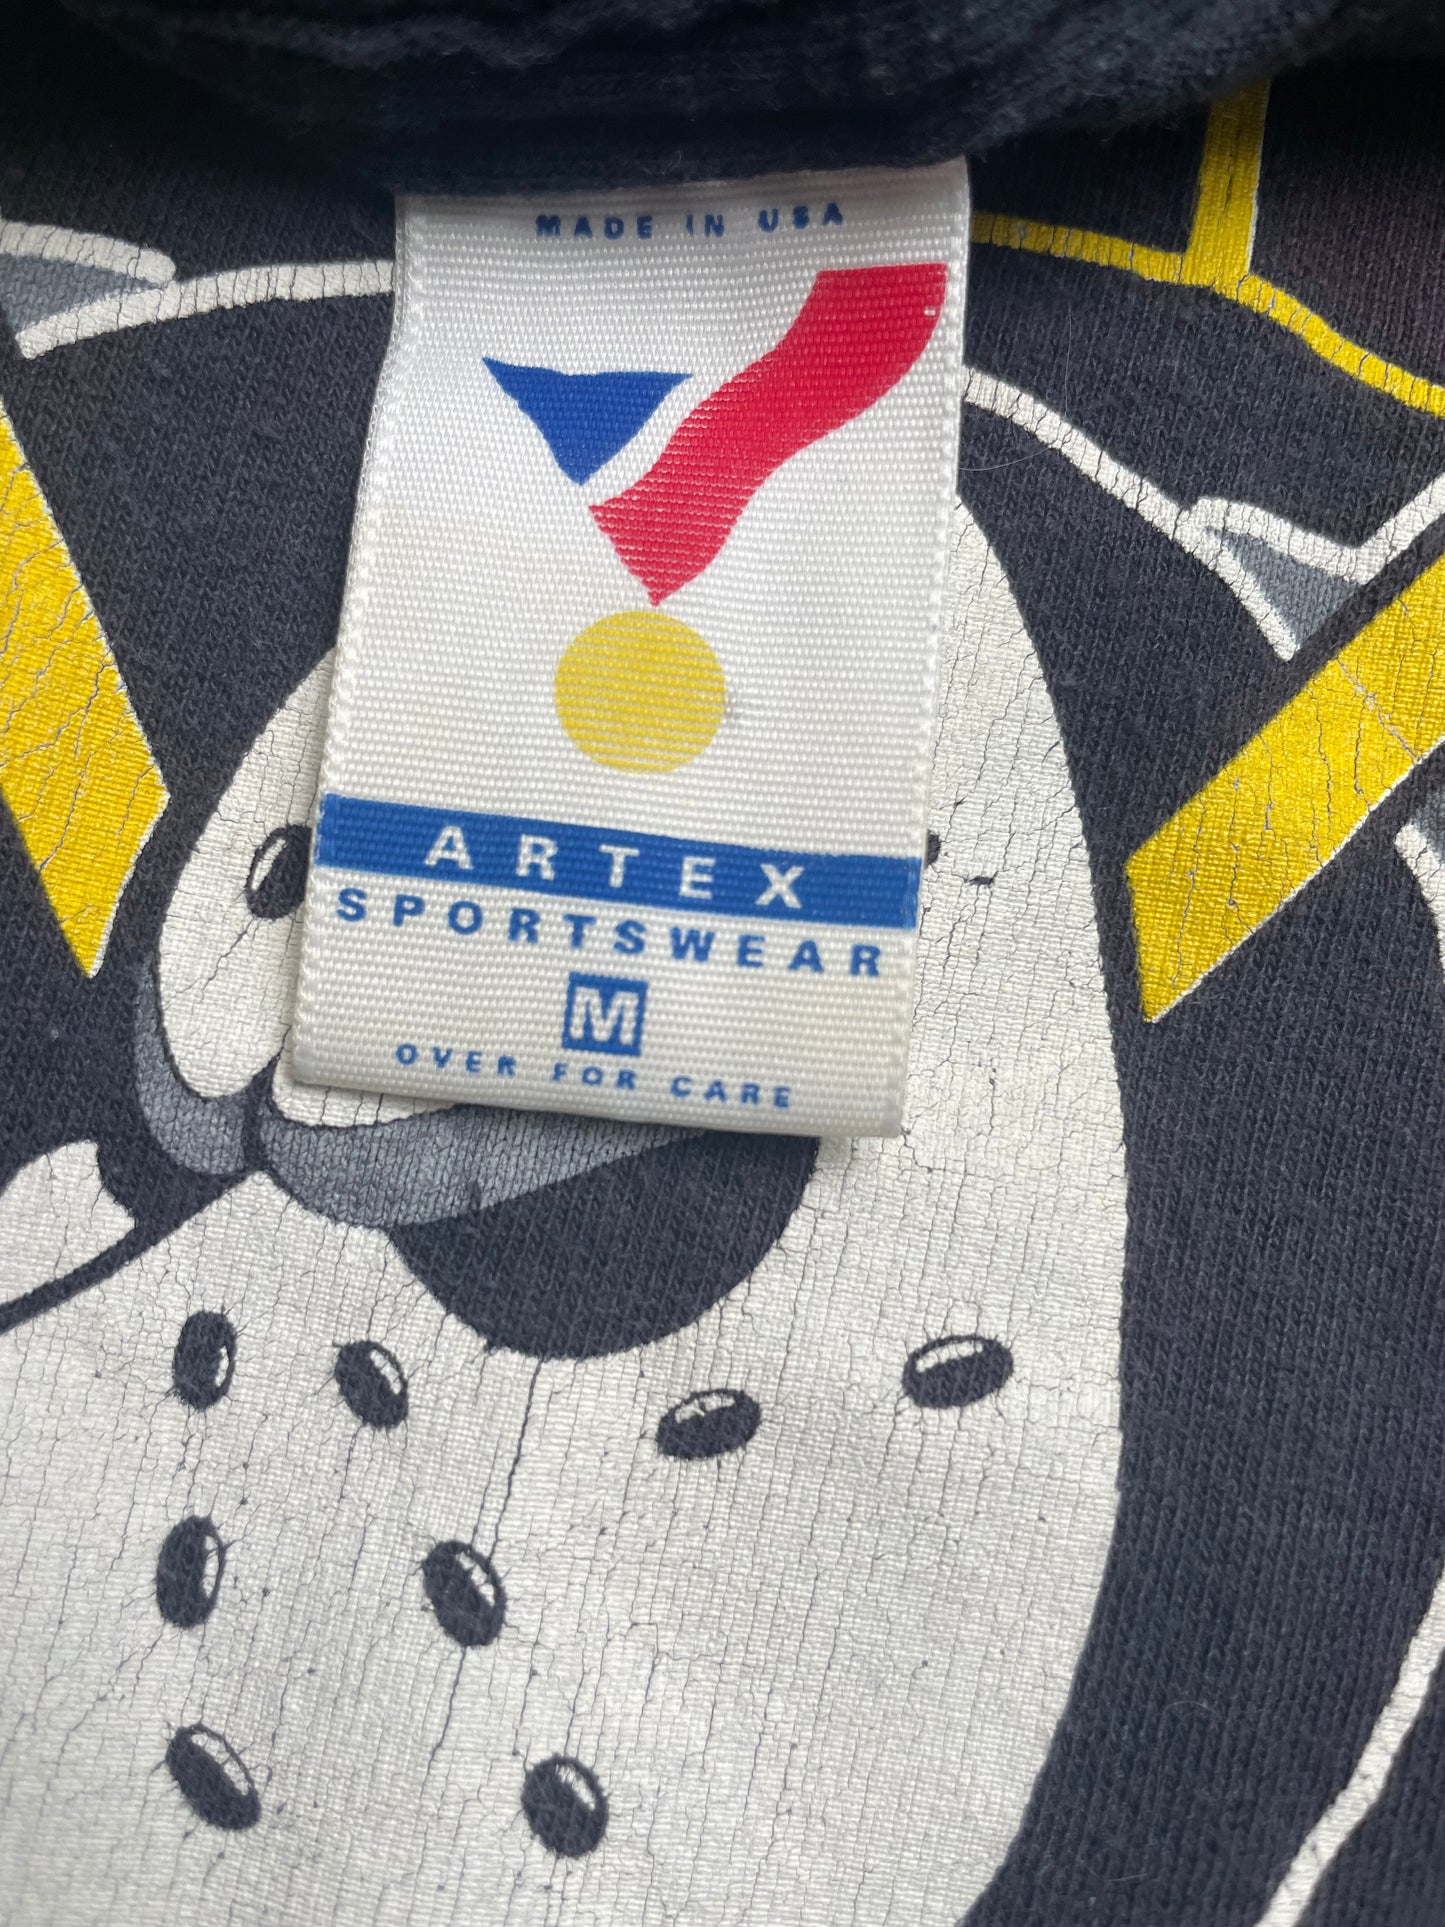 MADE IN USA
ARTEX
SPORTSWEAR
M
OVER FOR CARE